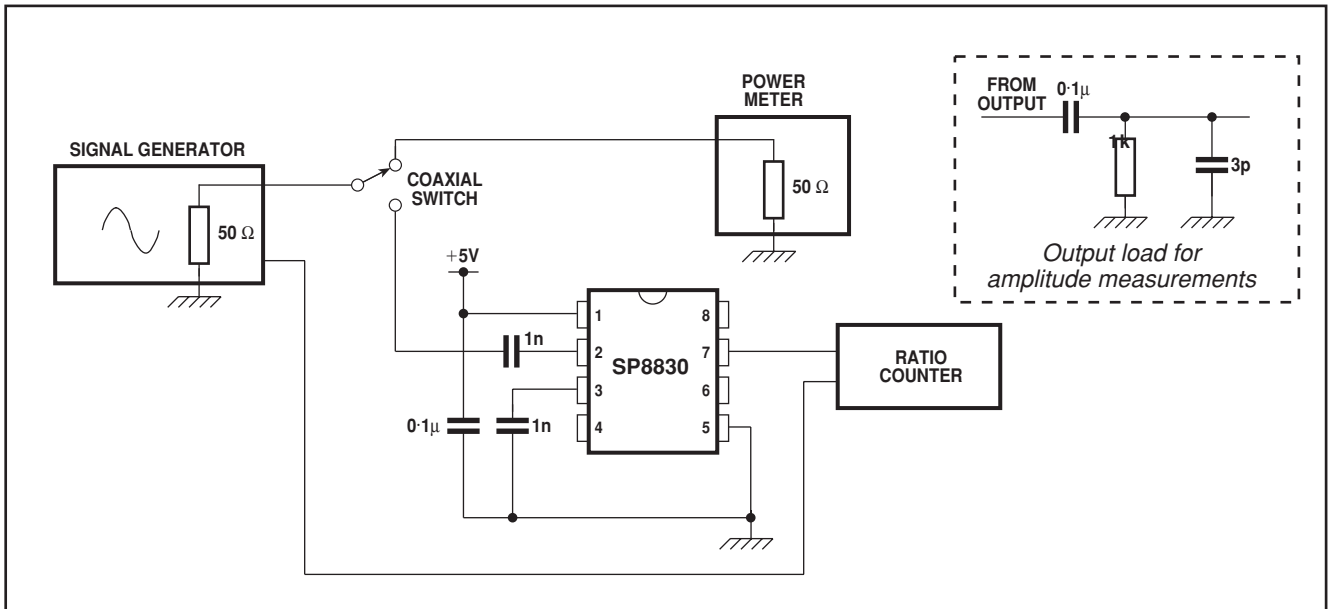 SIGNAL GENERATOR
50 Ω
COAXIAL
SWITCH
POWER
METER
50 Ω
FROM
OUTPUT
0·1μ
1k
3p
Output load for
amplitude measurements
+5V
1n
0·1μ
1n
1
2
3
4
SP8830
8
7
6
5
RATIO
COUNTER